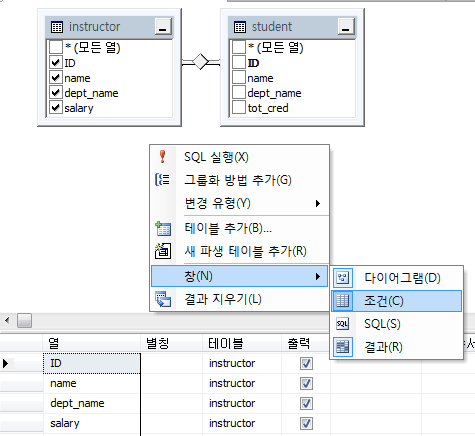 instructor
* (모든 열)
ID
name
dept_name
salary
student
* (모든 열)
ID
name
dept_name
tot_cred
SQL 실행(X)
그룹화 방법 추가(G)
변경 유형(Y)
테이블 추가(B)...
새 파생 테이블 추가(R)
창(N)
결과 지우기(L)
다이어그램(D)
조건(C)
SQL SQL(S)
결과(R)
열 별칭 테이블 출력
ID instructor
name instructor
dept_name instructor
salary instructor